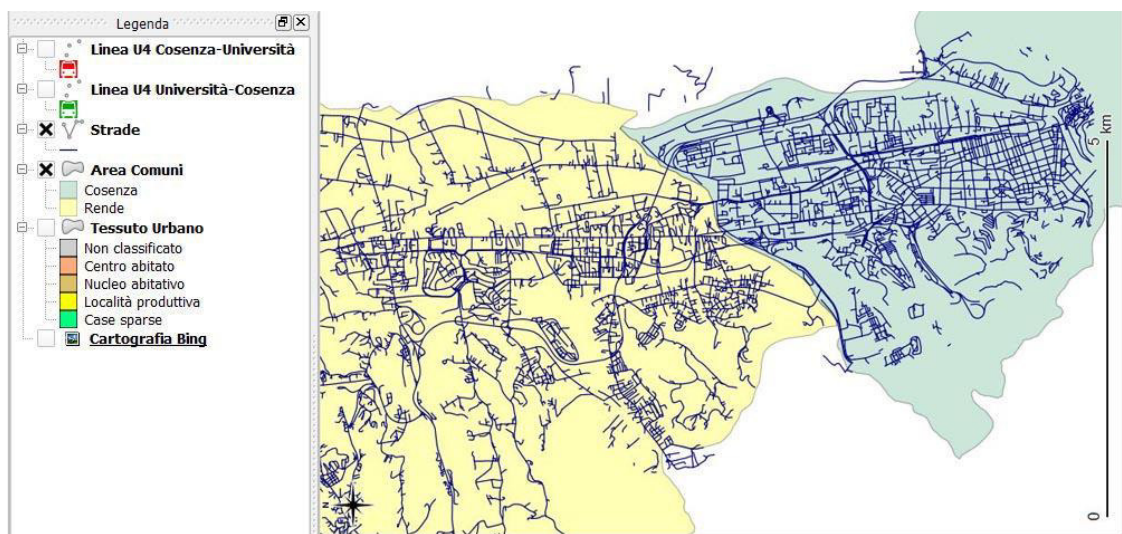 Legenda
Linea U4 Cosenza-Università
Linea U4 Università-Cosenza
Strade
Area Comuni
Cosenza
Rende
Tessuto Urbano
Non classificato
Centro abitato
Nucleo abitativo
Località produttiva
Case sparse
Cartografia Bing
5
km
0
N